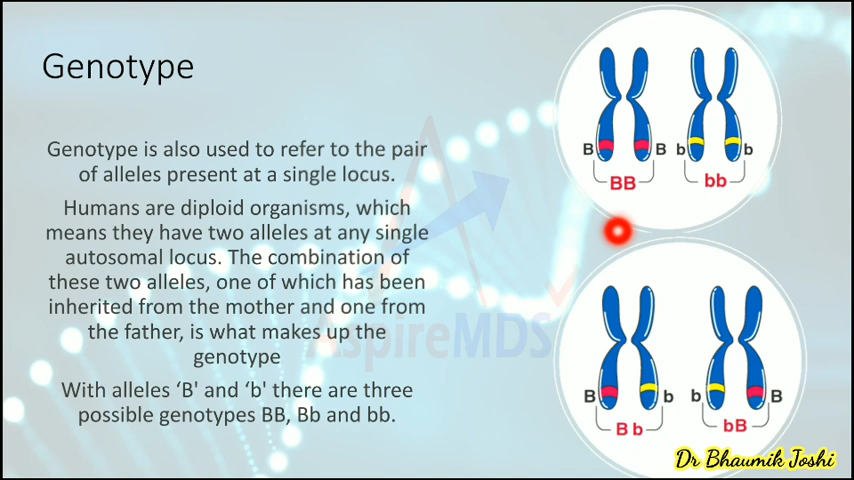 Genotype
Genotype is also used to refer to the pair
of alleles present at a single locus.
Humans are diploid organisms, which
means they have two alleles at any single
autosomal locus. The combination of
these two alleles, one of which has been
inherited from the mother and one from
the father, is what makes up the
genotype
With alleles ‘B' and ‘b' there are three
possible genotypes BB, Bb and bb.
B B b b
BB bb
B b b B
B b bB
AspireMDS
Dr Bhaumik Joshi